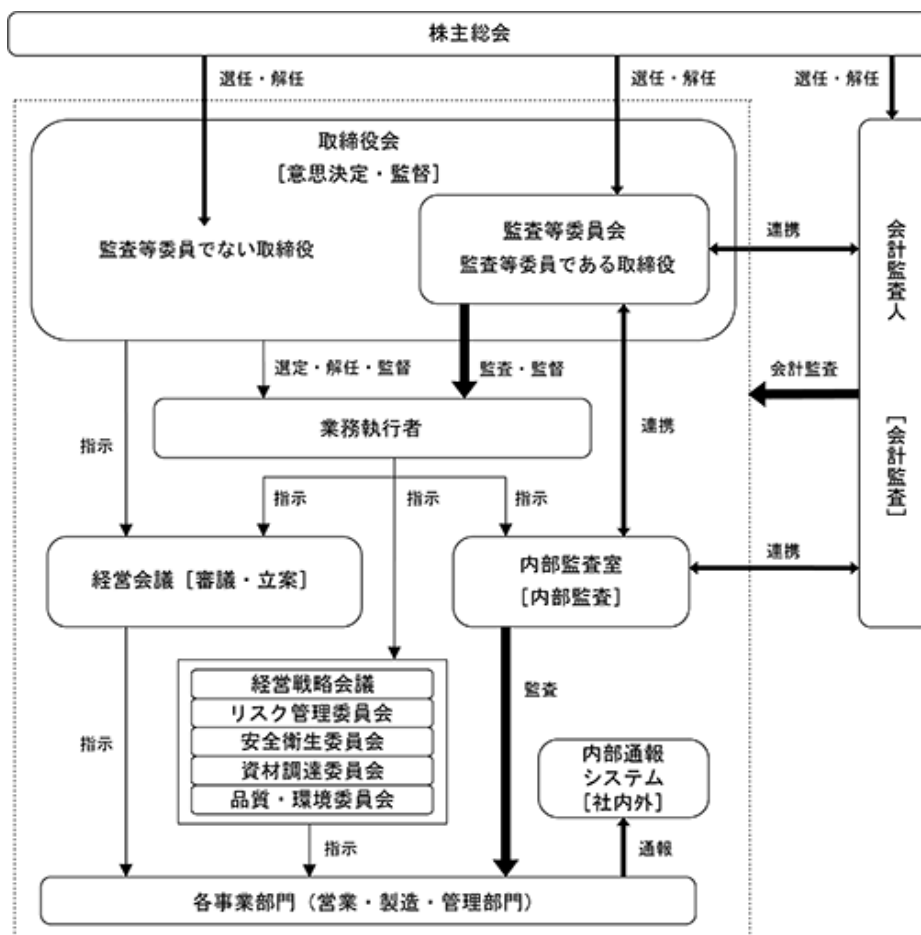 株主総会
選任・解任
選任・解任
選任・解任
取締役会
［意思決定・監督］
監査等委員でない取締役
監査等委員会
監査等委員である取締役
連携
会計監査人
［会計監査］
選定・解任・監督
監査・監督
会計監査
業務執行者
指示
連携
指示
指示
指示
経営会議［審議・立案］
内部監査室
［内部監査］
連携
経営戦略会議
リスク管理委員会
安全衛生委員会
資材調達委員会
品質・環境委員会
監査
指示
内部通報
システム
［社内外］
指示
通報
各事業部門（営業・製造・管理部門）